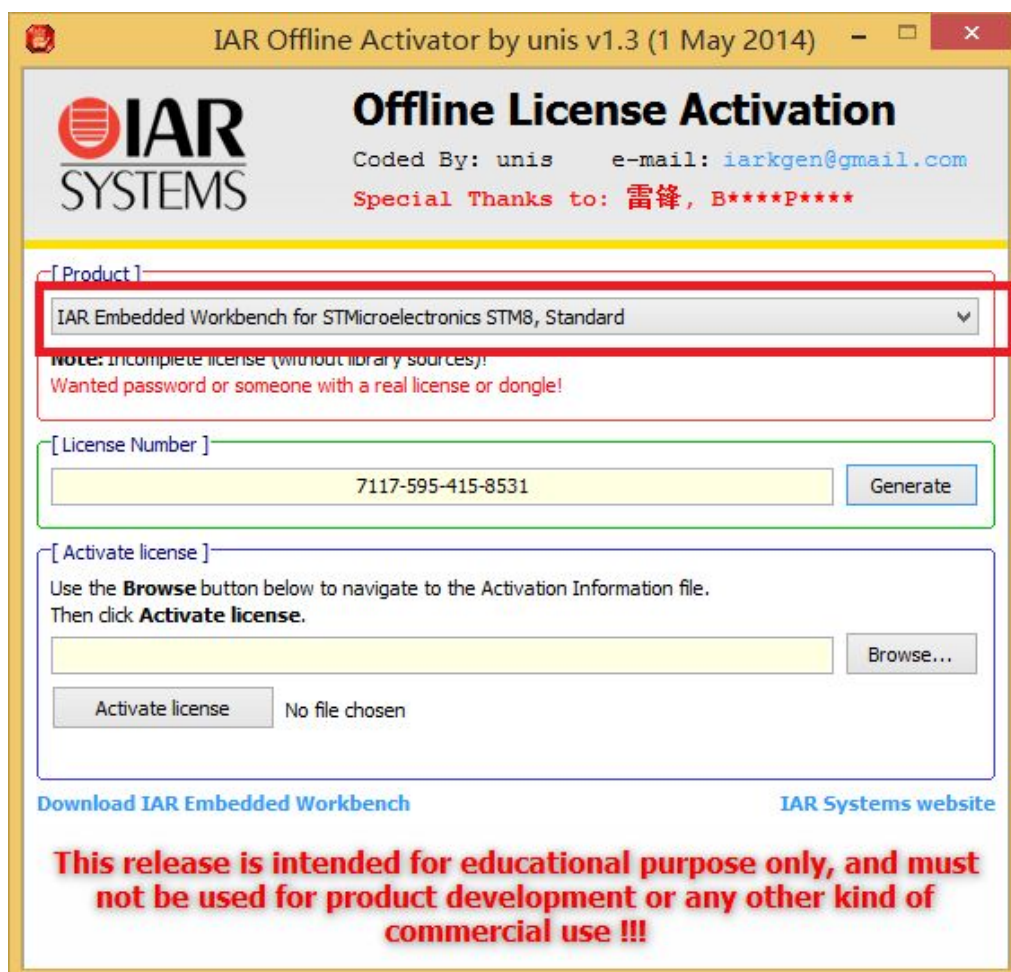 IAR Offline Activator by unis v1.3 (1 May 2014)
IAR
SYSTEMS
Offline License Activation
Coded By: unis e-mail: iarkgen@gmail.com
Special Thanks to: 雷锋, B****P****
[ Product ]
IAR Embedded Workbench for STMicroelectronics STM8, Standard
Note: Incomplete license (without library sources)!
Wanted password or someone with a real license or dongle!
[ License Number ]
7117-595-415-8531
Generate
[ Activate license ]
Use the Browse button below to navigate to the Activation Information file.
Then click Activate license.
Browse...
Activate license
No file chosen
Download IAR Embedded Workbench
IAR Systems website
This release is intended for educational purpose only, and must
not be used for product development or any other kind of
commercial use !!!